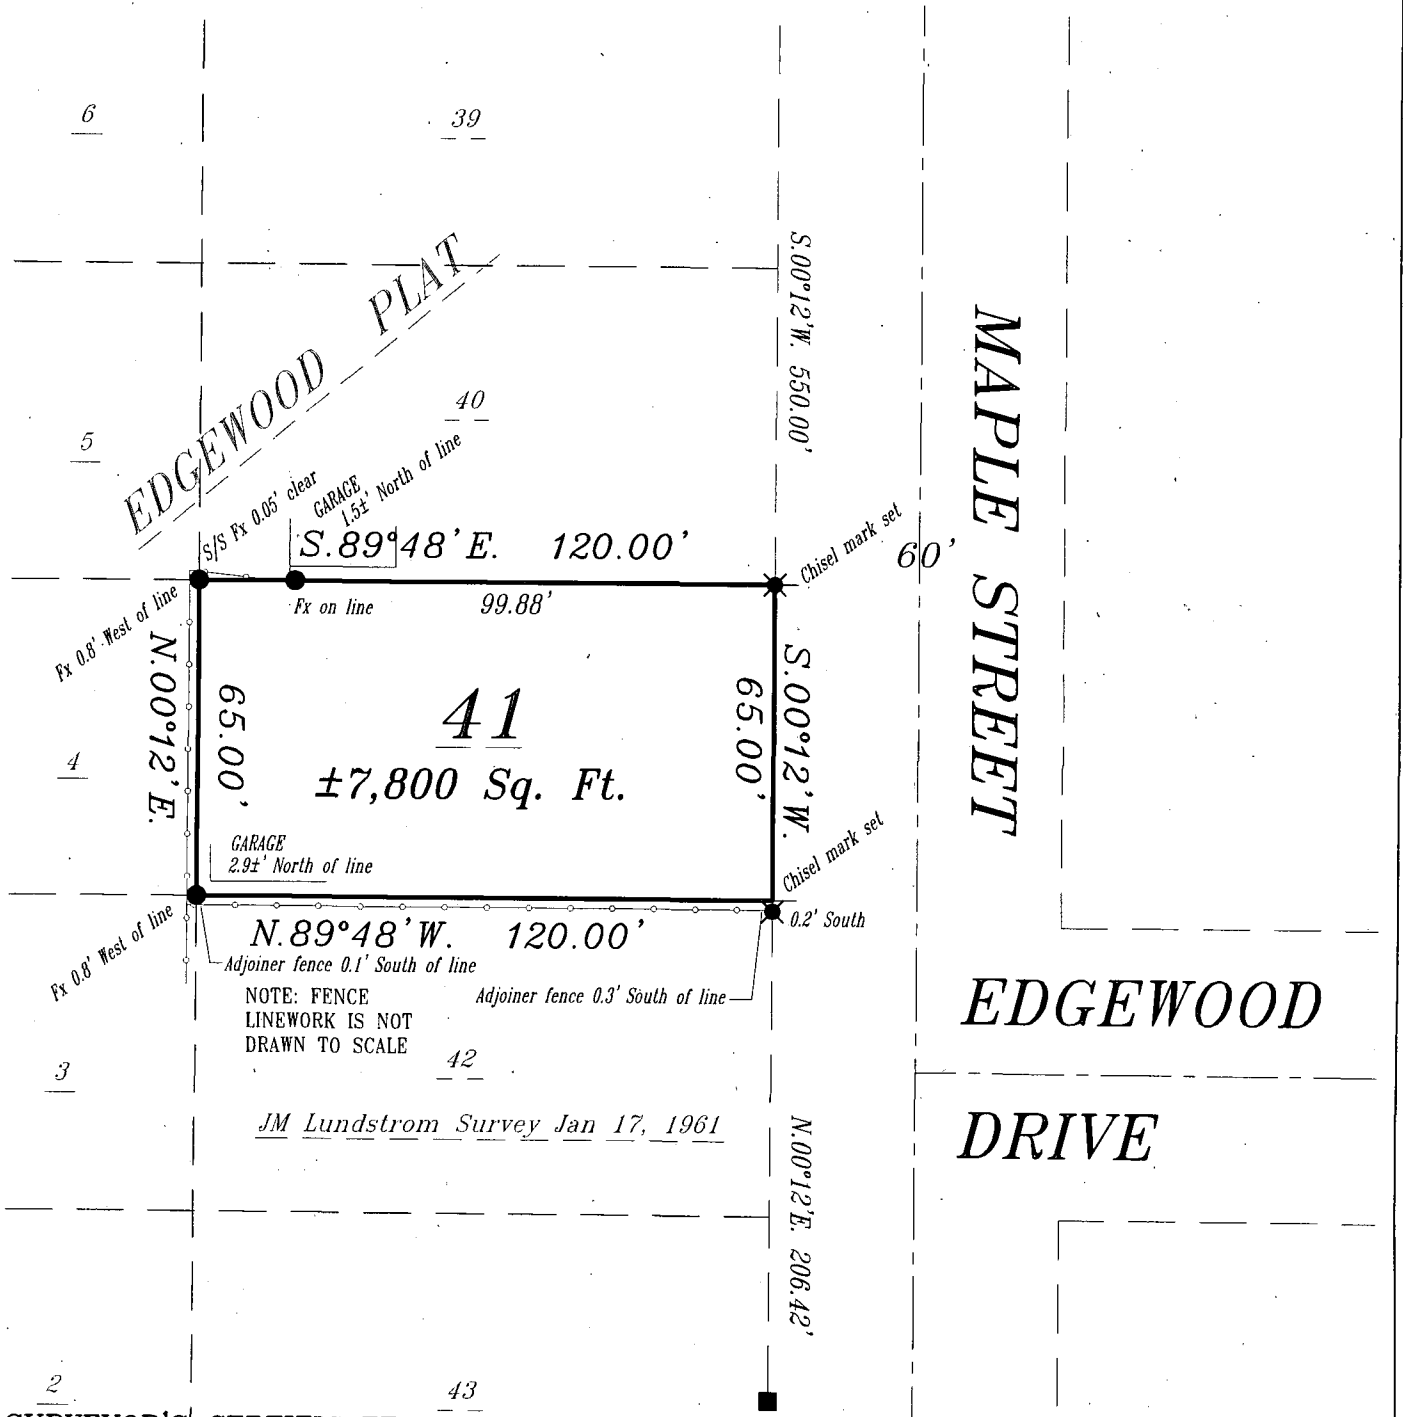 6
39
S.00°12'W. 550.00'
EDGEWOOD PLAT
40
5
MAPLE STREET
S/S Fx 0.05' clear
GARAGE
1.5±' North of line
S.89°48'E. 120.00'
Chisel mark set
60'
Fx 0.8' West of line
Fx on line
99.88'
N.00°12'E.
65.00'
41
±7,800 Sq. Ft.
65.00'
S.00°12'W.
4
GARAGE
2.9±' North of line
Chisel mark set
0.2' South
Fx 0.8' West of line
N.89°48'W. 120.00'
Adjoiner fence 0.1' South of line
Adjoiner fence 0.3' South of line
NOTE: FENCE
LINEWORK IS NOT
DRAWN TO SCALE
EDGEWOOD
DRIVE
42
3
JM Lundstrom Survey Jan 17, 1961
N.00°12'E. 206.42'
2
43